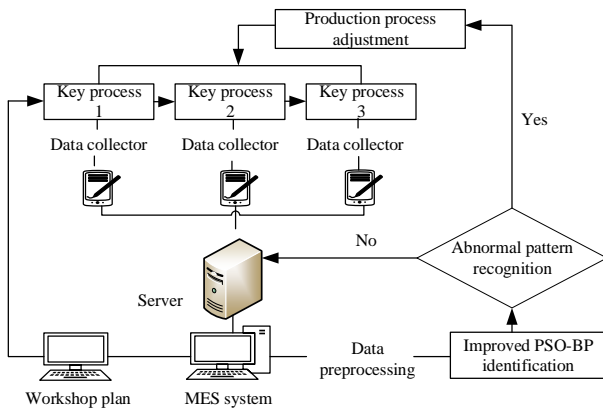 Production process
adjustment
Key process
1
Key process
2
Key process
3
Yes
Data collector
Data collector
Data collector
No
Abnormal pattern
recognition
Server
Data
preprocessing
Improved PSO-BP
identification
Workshop plan
MES system